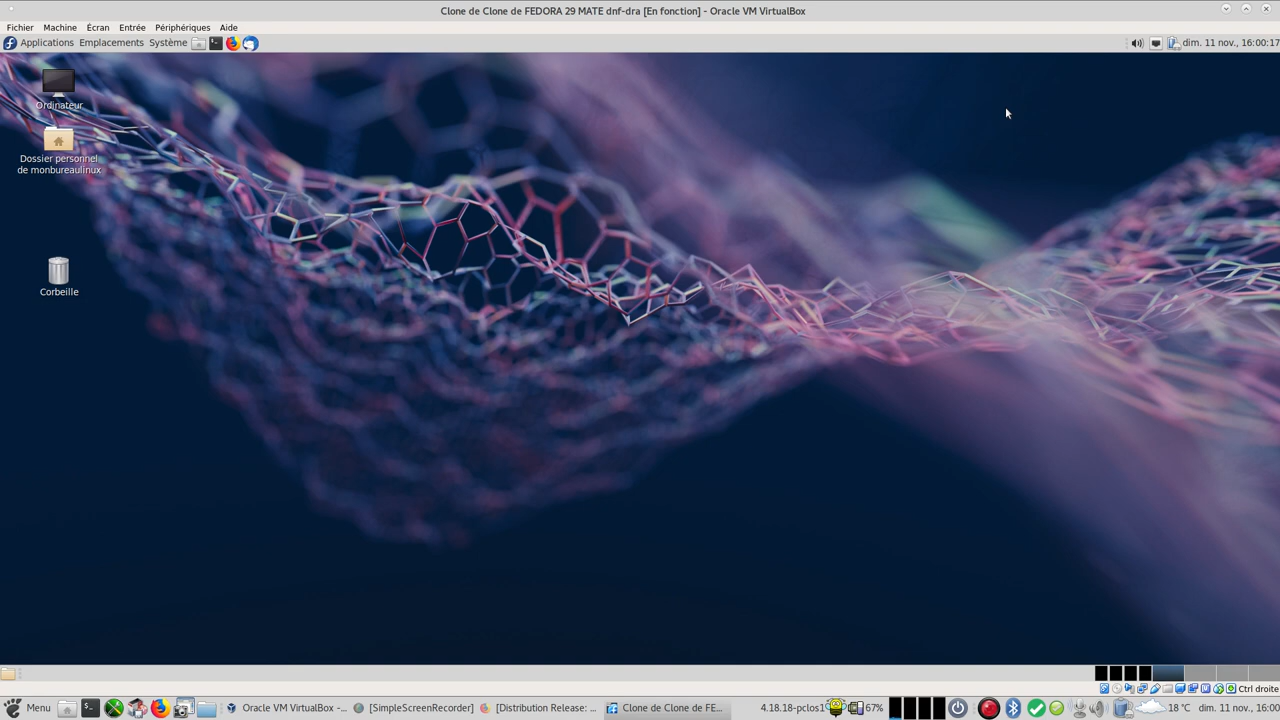 Clone de Clone de FEDORA 29 MATE dnf-dra [En fonction] - Oracle VM VirtualBox
Fichier Machine Écran Entrée Périphériques Aide
Applications Emplacements Système dim. 11 nov., 16:00:17
Ordinateur
Dossier personnel
de monbureaulinux
Corbeille
Ctrl droite
Menu Oracle VM VirtualBox -... [SimpleScreenRecorder] [Distribution Release: ... Clone de Clone de FE... 4.18.18-pclos1 67% 18 °C dim. 11 nov., 16:00